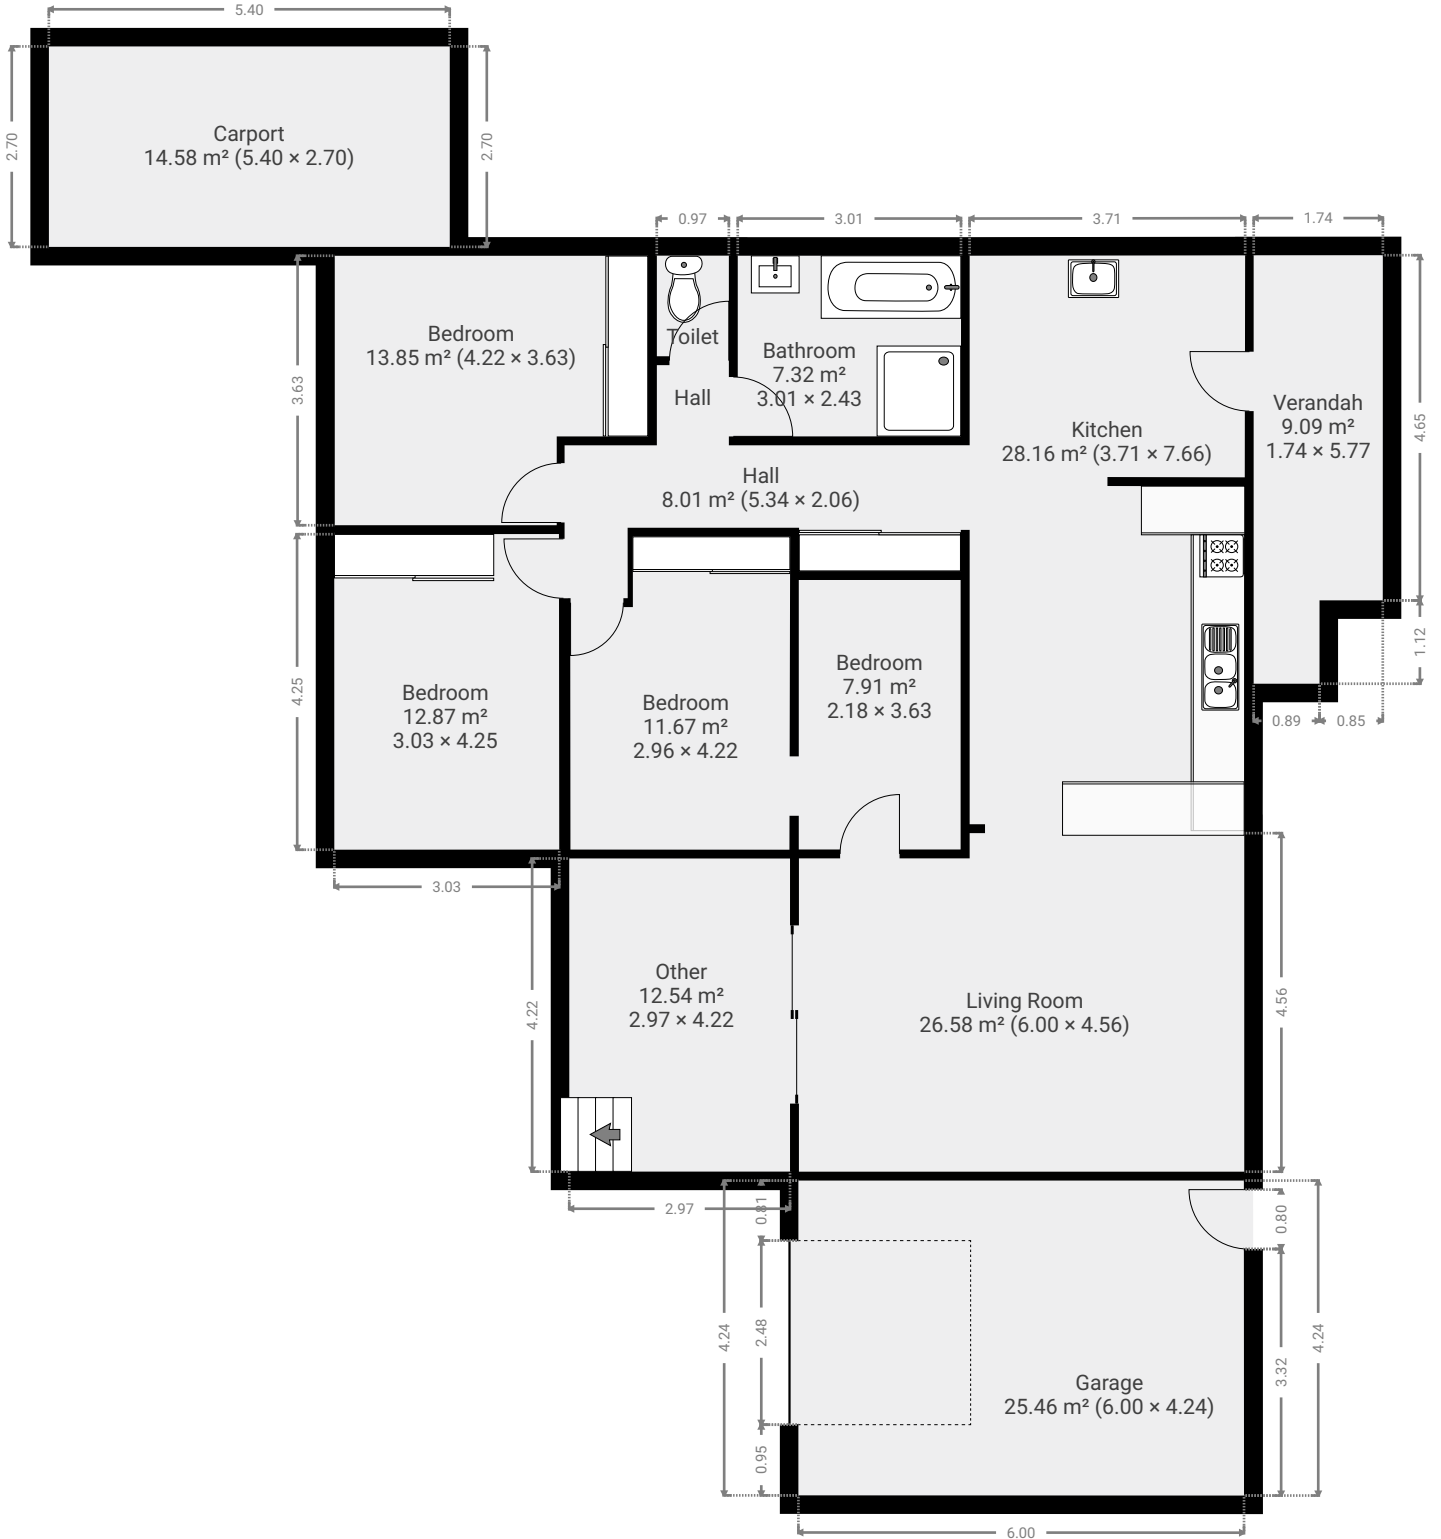 5.40
2.70
2.70
Carport
14.58 m² (5.40 × 2.70)
0.97
3.01
3.71
1.74
Bedroom
13.85 m² (4.22 × 3.63)
3.63
Toilet
Hall
Bathroom
7.32 m²
3.01 × 2.43
Kitchen
28.16 m² (3.71 × 7.66)
Verandah
9.09 m²
1.74 × 5.77
4.65
Hall
8.01 m² (5.34 × 2.06)
1.12
0.89
0.85
4.25
Bedroom
12.87 m²
3.03 × 4.25
Bedroom
11.67 m²
2.96 × 4.22
Bedroom
7.91 m²
2.18 × 3.63
3.03
4.22
Other
12.54 m²
2.97 × 4.22
Living Room
26.58 m² (6.00 × 4.56)
4.56
2.97
0.81
0.80
4.24
2.48
0.95
3.32
4.24
Garage
25.46 m² (6.00 × 4.24)
6.00